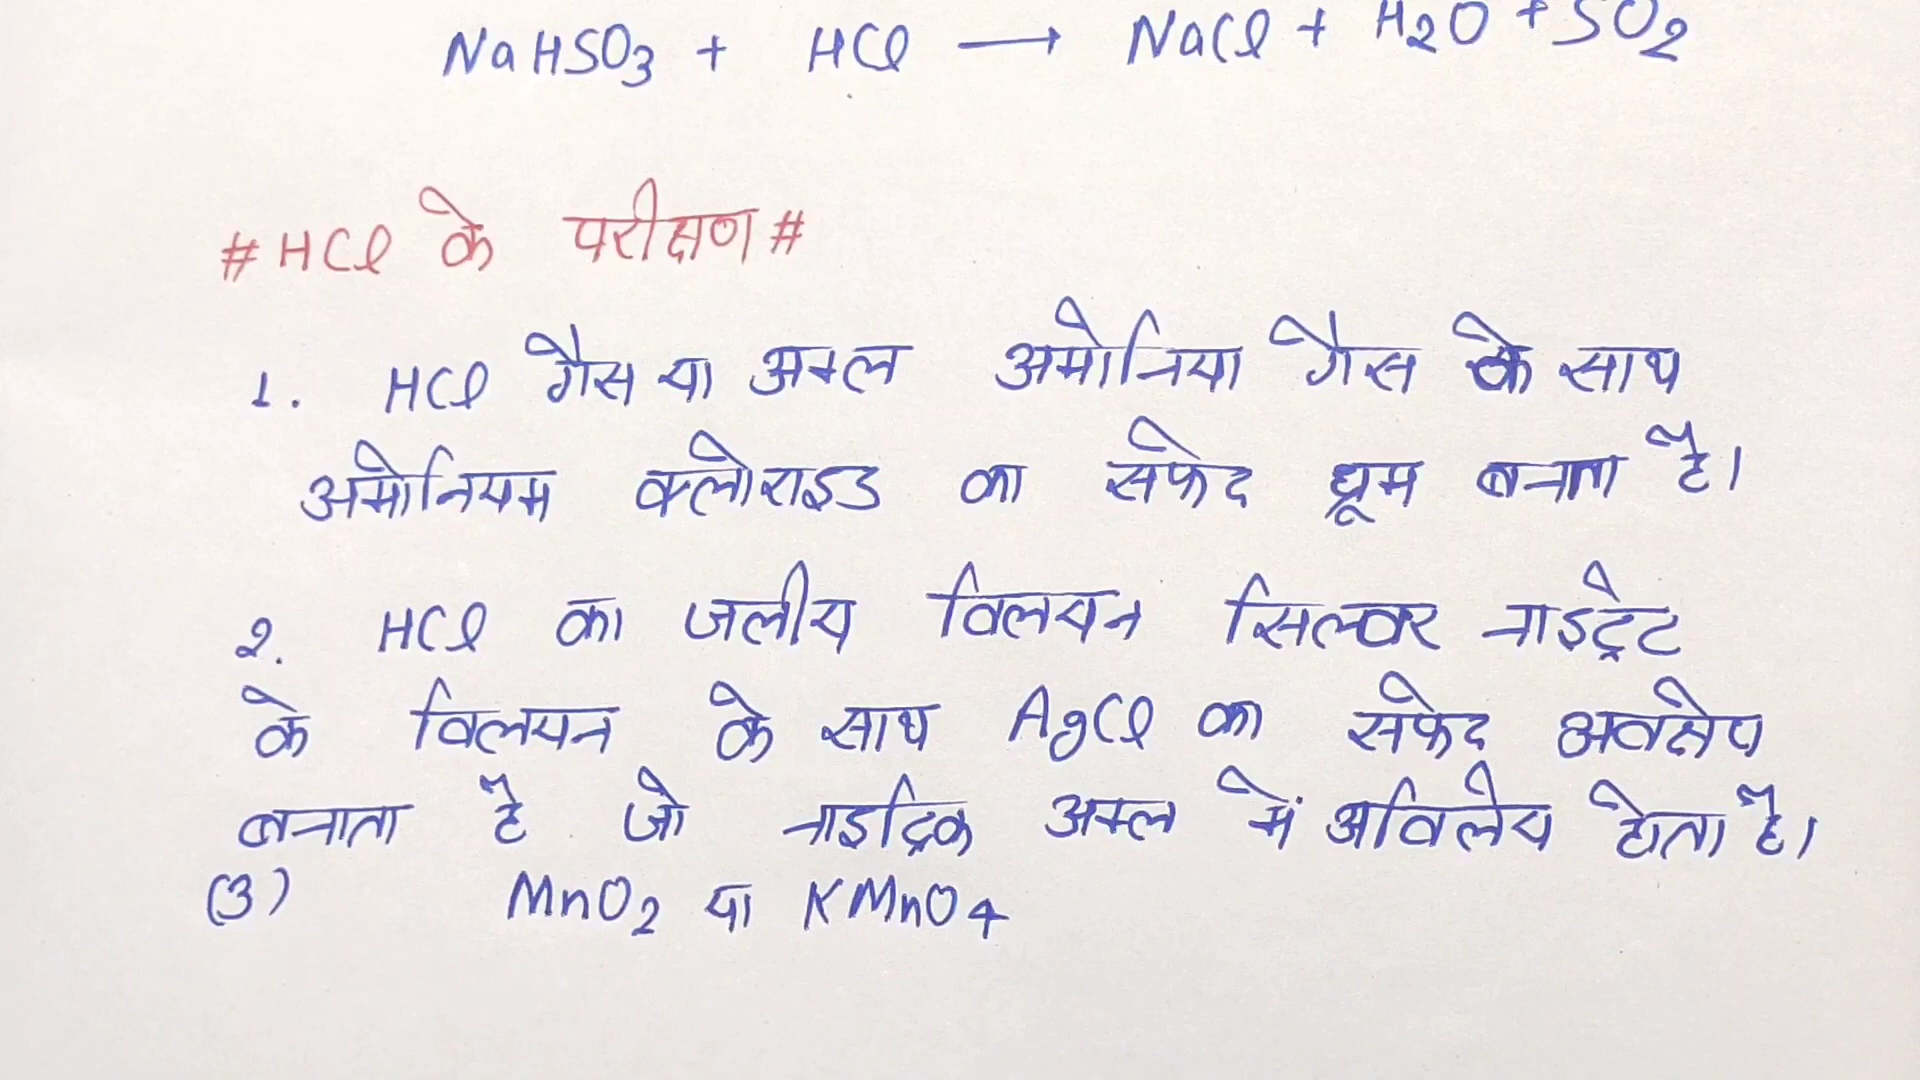 NaHSO3 + HCl → NaCl + H2O + SO2
# HCl के परीक्षण #
1. HCl गैस या अम्ल अमोनिया गैस के साथ
अमोनियम क्लोराइड का सफेद धूम बनाता है।
2. HCl का जलीय विलयन सिल्वर नाइट्रेट
के विलयन के साथ AgCl का सफेद अवक्षेप
बनाता है जो नाइट्रिक अम्ल में अविलेय होता है।
(3) MnO2 या KMnO4